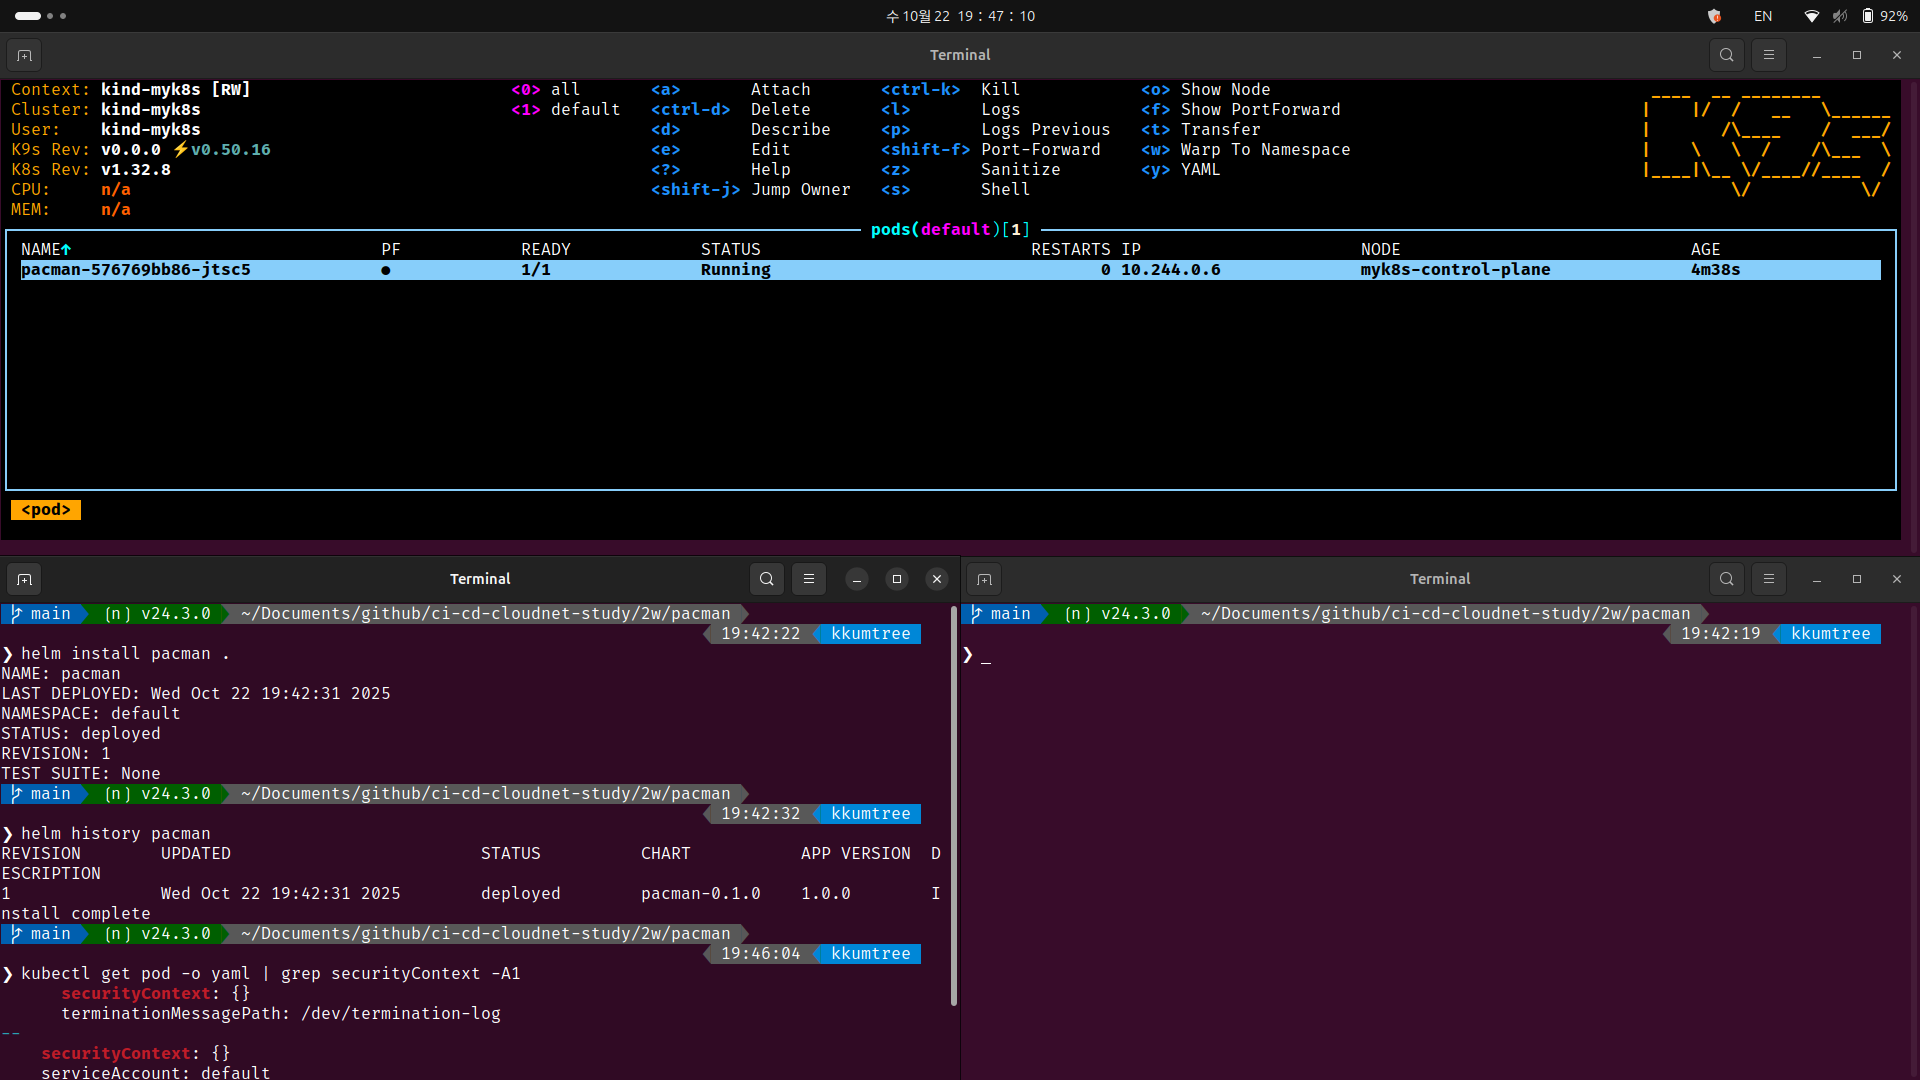 수 10월 22 19 : 47 : 10
EN
92%
Terminal
Context: kind-myk8s [RW]
Cluster: kind-myk8s
User: kind-myk8s
K9s Rev: v0.0.0 ⚡v0.50.16
K8s Rev: v1.32.8
CPU: n/a
MEM: n/a
<0> all
<1> default
<a> Attach
<ctrl-d> Delete
<d> Describe
<e> Edit
<?> Help
<shift-j> Jump Owner
<ctrl-k> Kill
<l> Logs
<p> Logs Previous
<shift-f> Port-Forward
<z> Sanitize
<s> Shell
<o> Show Node
<f> Show PortForward
<t> Transfer
<w> Warp To Namespace
<y> YAML
K9s
pods(default)[1]
NAME↑ PF READY STATUS RESTARTS IP NODE AGE
pacman-576769bb86-jtsc5 ● 1/1 Running 0 10.244.0.6 myk8s-control-plane 4m38s
<pod>
Terminal
main (n) v24.3.0 ~/Documents/github/ci-cd-cloudnet-study/2w/pacman
19:42:22 kkumtree
❯ helm install pacman .
NAME: pacman
LAST DEPLOYED: Wed Oct 22 19:42:31 2025
NAMESPACE: default
STATUS: deployed
REVISION: 1
TEST SUITE: None
main (n) v24.3.0 ~/Documents/github/ci-cd-cloudnet-study/2w/pacman
19:42:32 kkumtree
❯ helm history pacman
REVISION UPDATED STATUS CHART APP VERSION D
ESCRIPTION
1 Wed Oct 22 19:42:31 2025 deployed pacman-0.1.0 1.0.0 I
nstall complete
main (n) v24.3.0 ~/Documents/github/ci-cd-cloudnet-study/2w/pacman
19:46:04 kkumtree
❯ kubectl get pod -o yaml | grep securityContext -A1
securityContext: {}
terminationMessagePath: /dev/termination-log
--
securityContext: {}
serviceAccount: default
Terminal
main (n) v24.3.0 ~/Documents/github/ci-cd-cloudnet-study/2w/pacman
19:42:19 kkumtree
❯ _